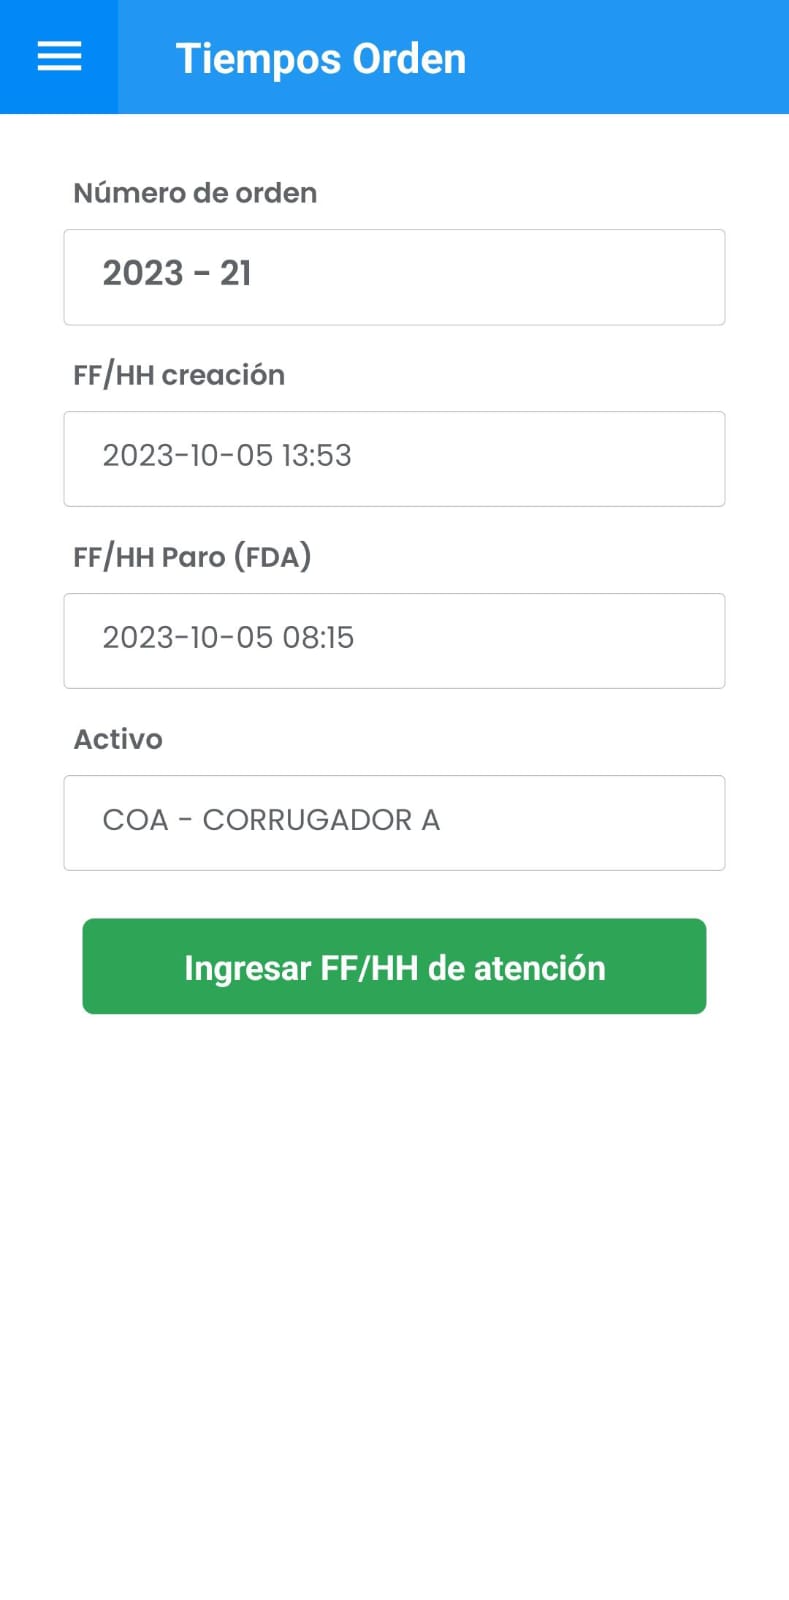 Tiempos Orden
Número de orden
2023 - 21
FF/HH creación
2023-10-05 13:53
FF/HH Paro (FDA)
2023-10-05 08:15
Activo
COA - CORRUGADOR A
Ingresar FF/HH de atención